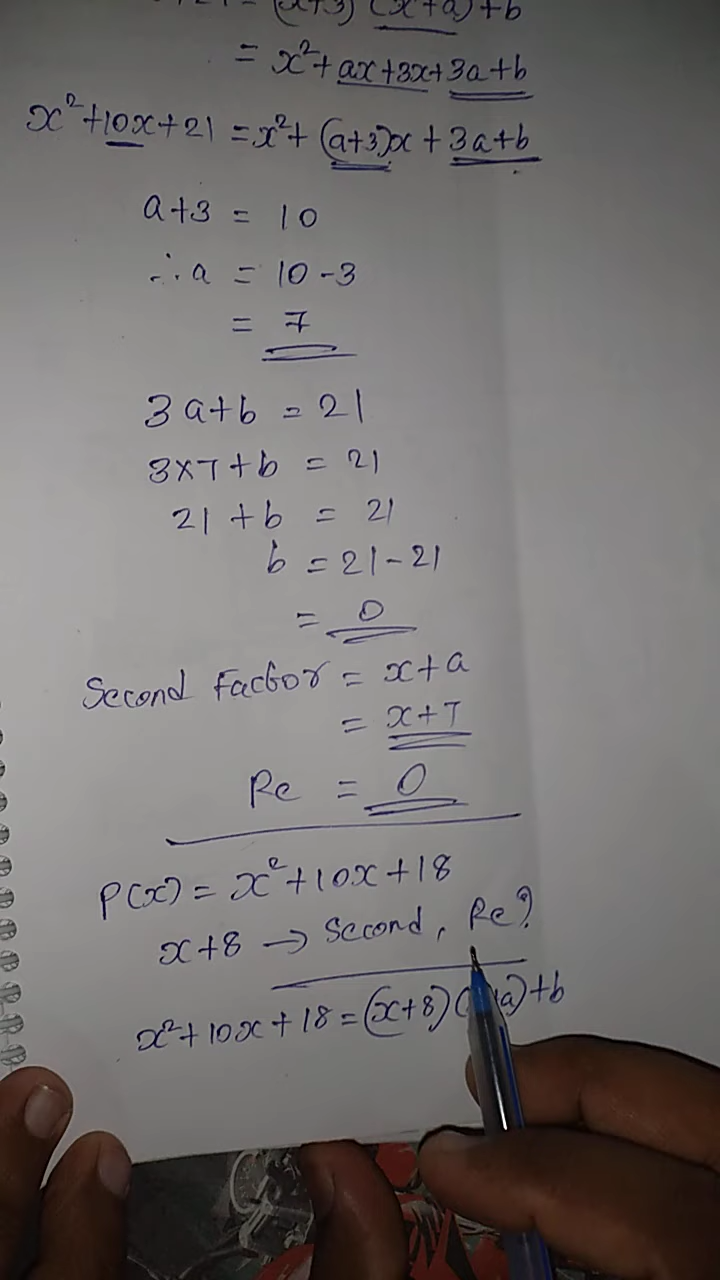 = (x+3) (x+a)+b
= x²+ax+3x+3a+b
x²+10x+21 = x²+(a+3)x+3a+b
a+3 = 10
∴a = 10-3
= 7
3a+b = 21
3×7+b = 21
21+b = 21
b = 21-21
= 0
Second Factor = x+a
= x+7
Re = 0
P(x) = x²+10x+18
x+8 → Second, Re?
x²+10x+18 = (x+8)( +a)+b